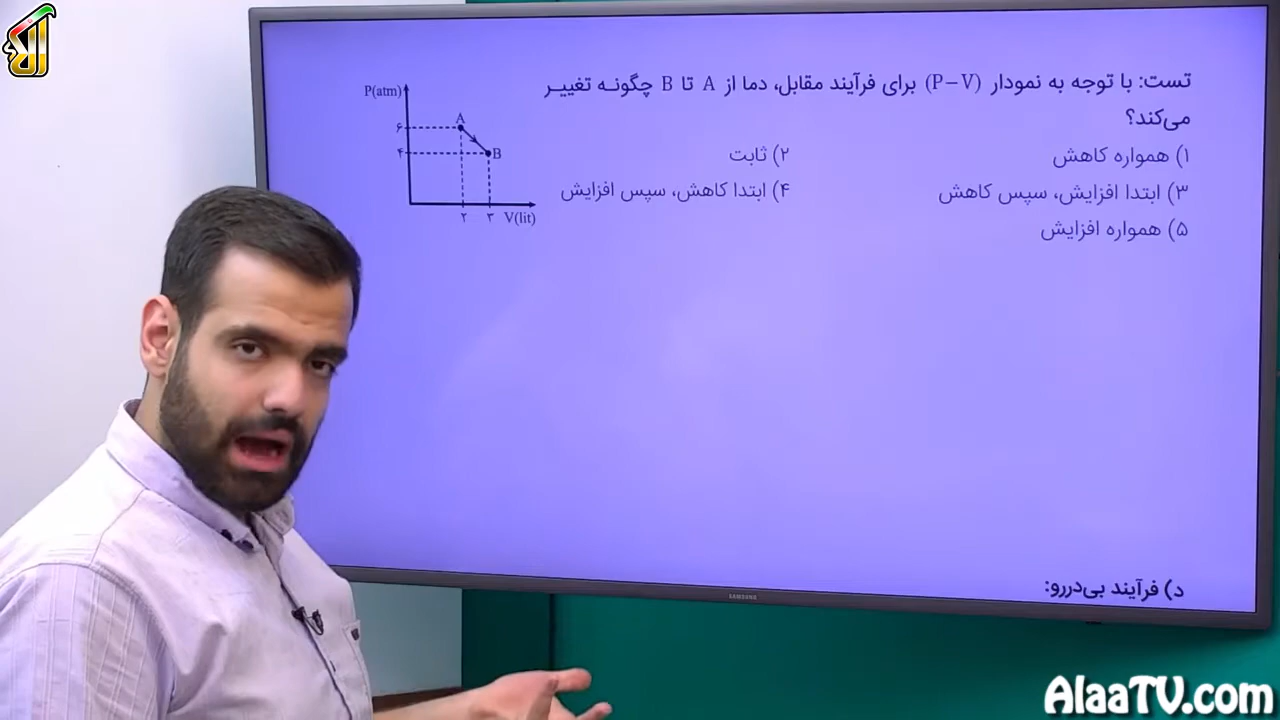 تست: با توجه به نمودار (P−V) برای فرآیند مقابل، دما از A تا B چگونه تغییر
می‌کند؟
۱) همواره کاهش
۲) ثابت
۳) ابتدا افزایش، سپس کاهش
۴) ابتدا کاهش، سپس افزایش
۵) همواره افزایش
P(atm)
A
۶
۴
B
۲ ۳ V(lit)
د) فرآیند بی‌دررو:
SAMSUNG
AlaaTV.com
آلاء